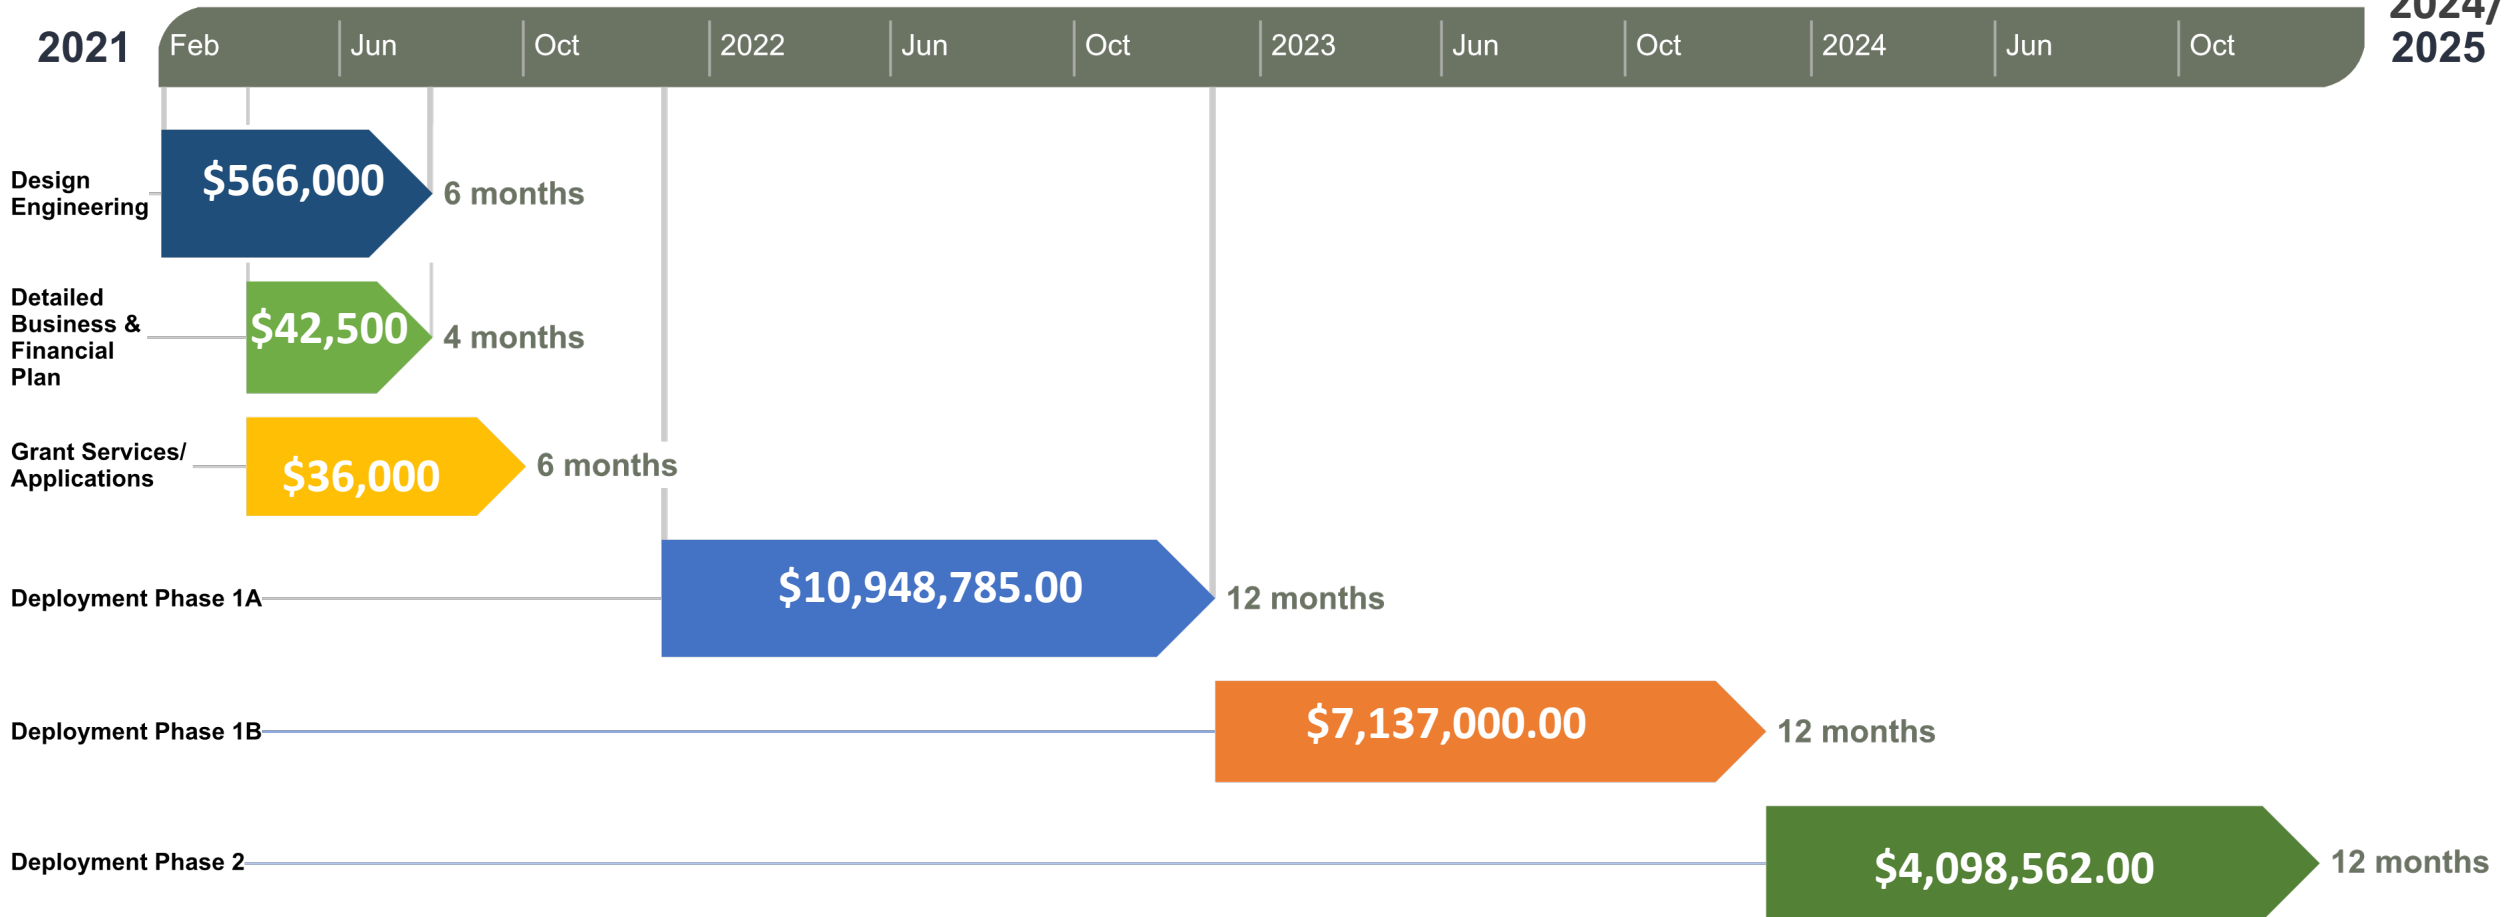 2024/
2021 Feb Jun Oct 2022 Jun Oct 2023 Jun Oct 2024 Jun Oct 2025
Design
Engineering
$566,000
6 months
Detailed
Business &
Financial
Plan
$42,500
4 months
Grant Services/
Applications
$36,000
6 months
Deployment Phase 1A
$10,948,785.00
12 months
Deployment Phase 1B
$7,137,000.00
12 months
Deployment Phase 2
$4,098,562.00
12 months